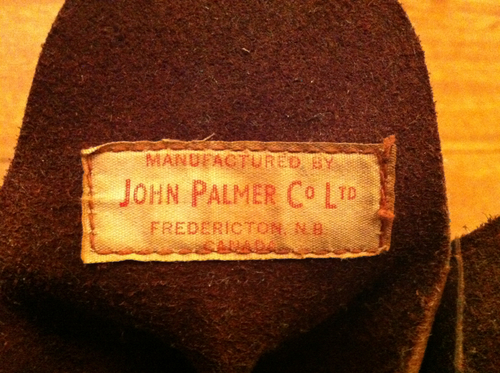 MANUFACTURED BY
JOHN PALMER CO LTD
FREDERICTON, N.B.
CANADA